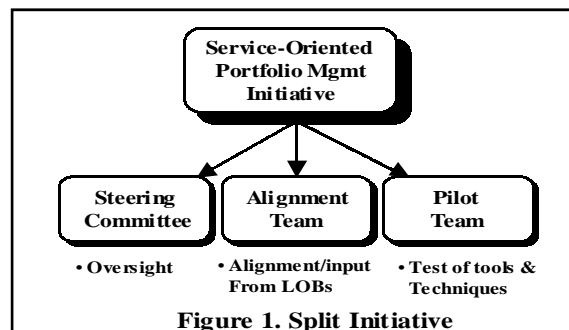 Service-Oriented
Portfolio Mgmt
Initiative
Steering
Committee
Alignment
Team
Pilot
Team
• Oversight
• Alignment/input
From LOBs
• Test of tools &
Techniques
Figure 1. Split Initiative